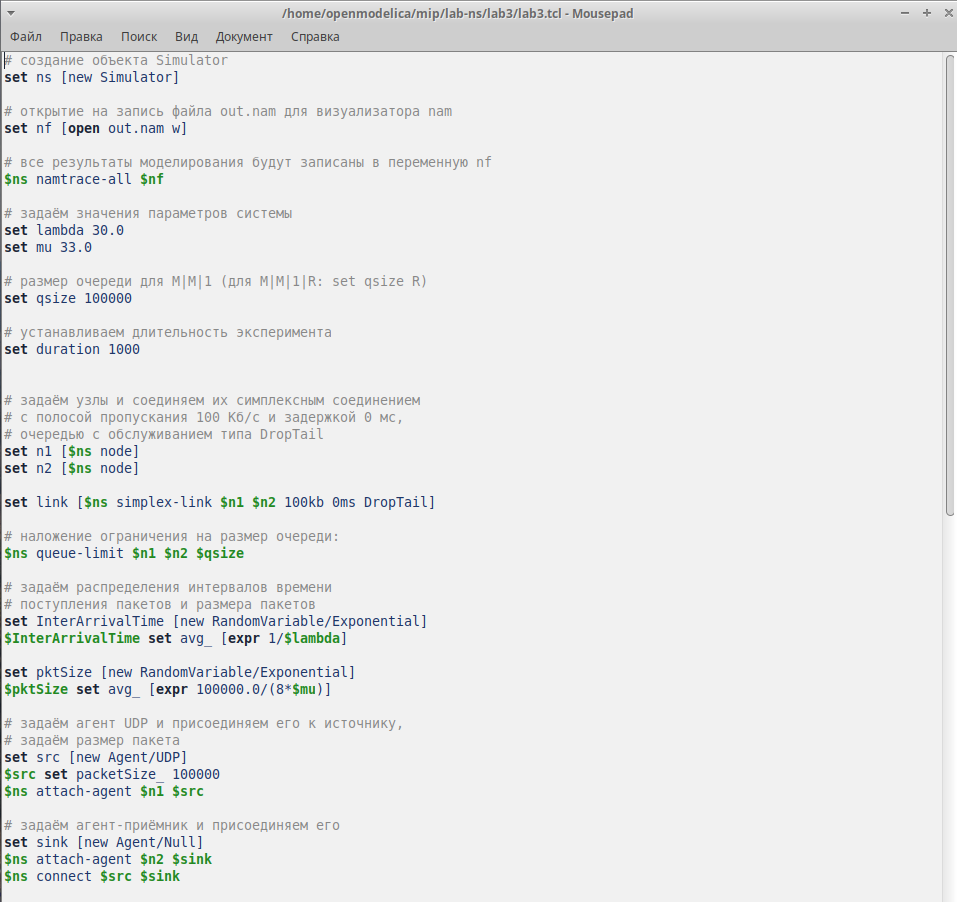 /home/openmodelica/mip/lab-ns/lab3/lab3.tcl - Mousepad
Файл Правка Поиск Вид Документ Справка
# создание объекта Simulator
set ns [new Simulator]
# открытие на запись файла out.nam для визуализатора nam
set nf [open out.nam w]
# все результаты моделирования будут записаны в переменную nf
$ns namtrace-all $nf
# задаём значения параметров системы
set lambda 30.0
set mu 33.0
# размер очереди для M|M|1 (для M|M|1|R: set qsize R)
set qsize 100000
# устанавливаем длительность эксперимента
set duration 1000
# задаём узлы и соединяем их симплексным соединением
# с полосой пропускания 100 Кб/с и задержкой 0 мс,
# очередью с обслуживанием типа DropTail
set n1 [$ns node]
set n2 [$ns node]
set link [$ns simplex-link $n1 $n2 100kb 0ms DropTail]
# наложение ограничения на размер очереди:
$ns queue-limit $n1 $n2 $qsize
# задаём распределения интервалов времени
# поступления пакетов и размера пакетов
set InterArrivalTime [new RandomVariable/Exponential]
$InterArrivalTime set avg_ [expr 1/$lambda]
set pktSize [new RandomVariable/Exponential]
$pktSize set avg_ [expr 100000.0/(8*$mu)]
# задаём агент UDP и присоединяем его к источнику,
# задаём размер пакета
set src [new Agent/UDP]
$src set packetSize_ 100000
$ns attach-agent $n1 $src
# задаём агент-приёмник и присоединяем его
set sink [new Agent/Null]
$ns attach-agent $n2 $sink
$ns connect $src $sink